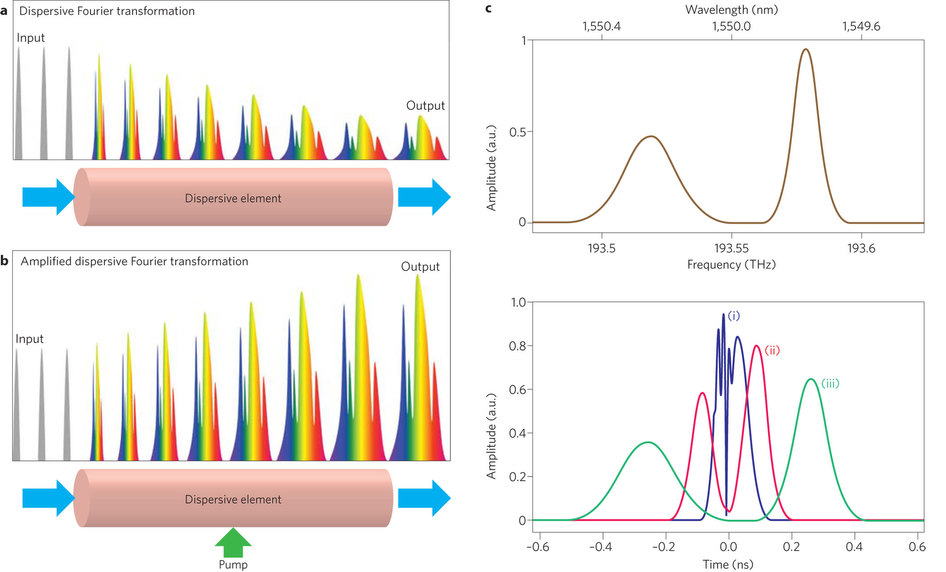 a
Dispersive Fourier transformation
Input
Output
Dispersive element
b
Amplified dispersive Fourier transformation
Output
Input
Dispersive element
Pump
c
Wavelength (nm)
1,550.4 1,550.0 1,549.6
1
0.5
0
Amplitude (a.u.)
193.5 193.55 193.6
Frequency (THz)
1.0
0.8
0.6
0.4
0.2
0
Amplitude (a.u.)
(i)
(ii)
(iii)
–0.6 –0.4 –0.2 0.0 0.2 0.4 0.6
Time (ns)